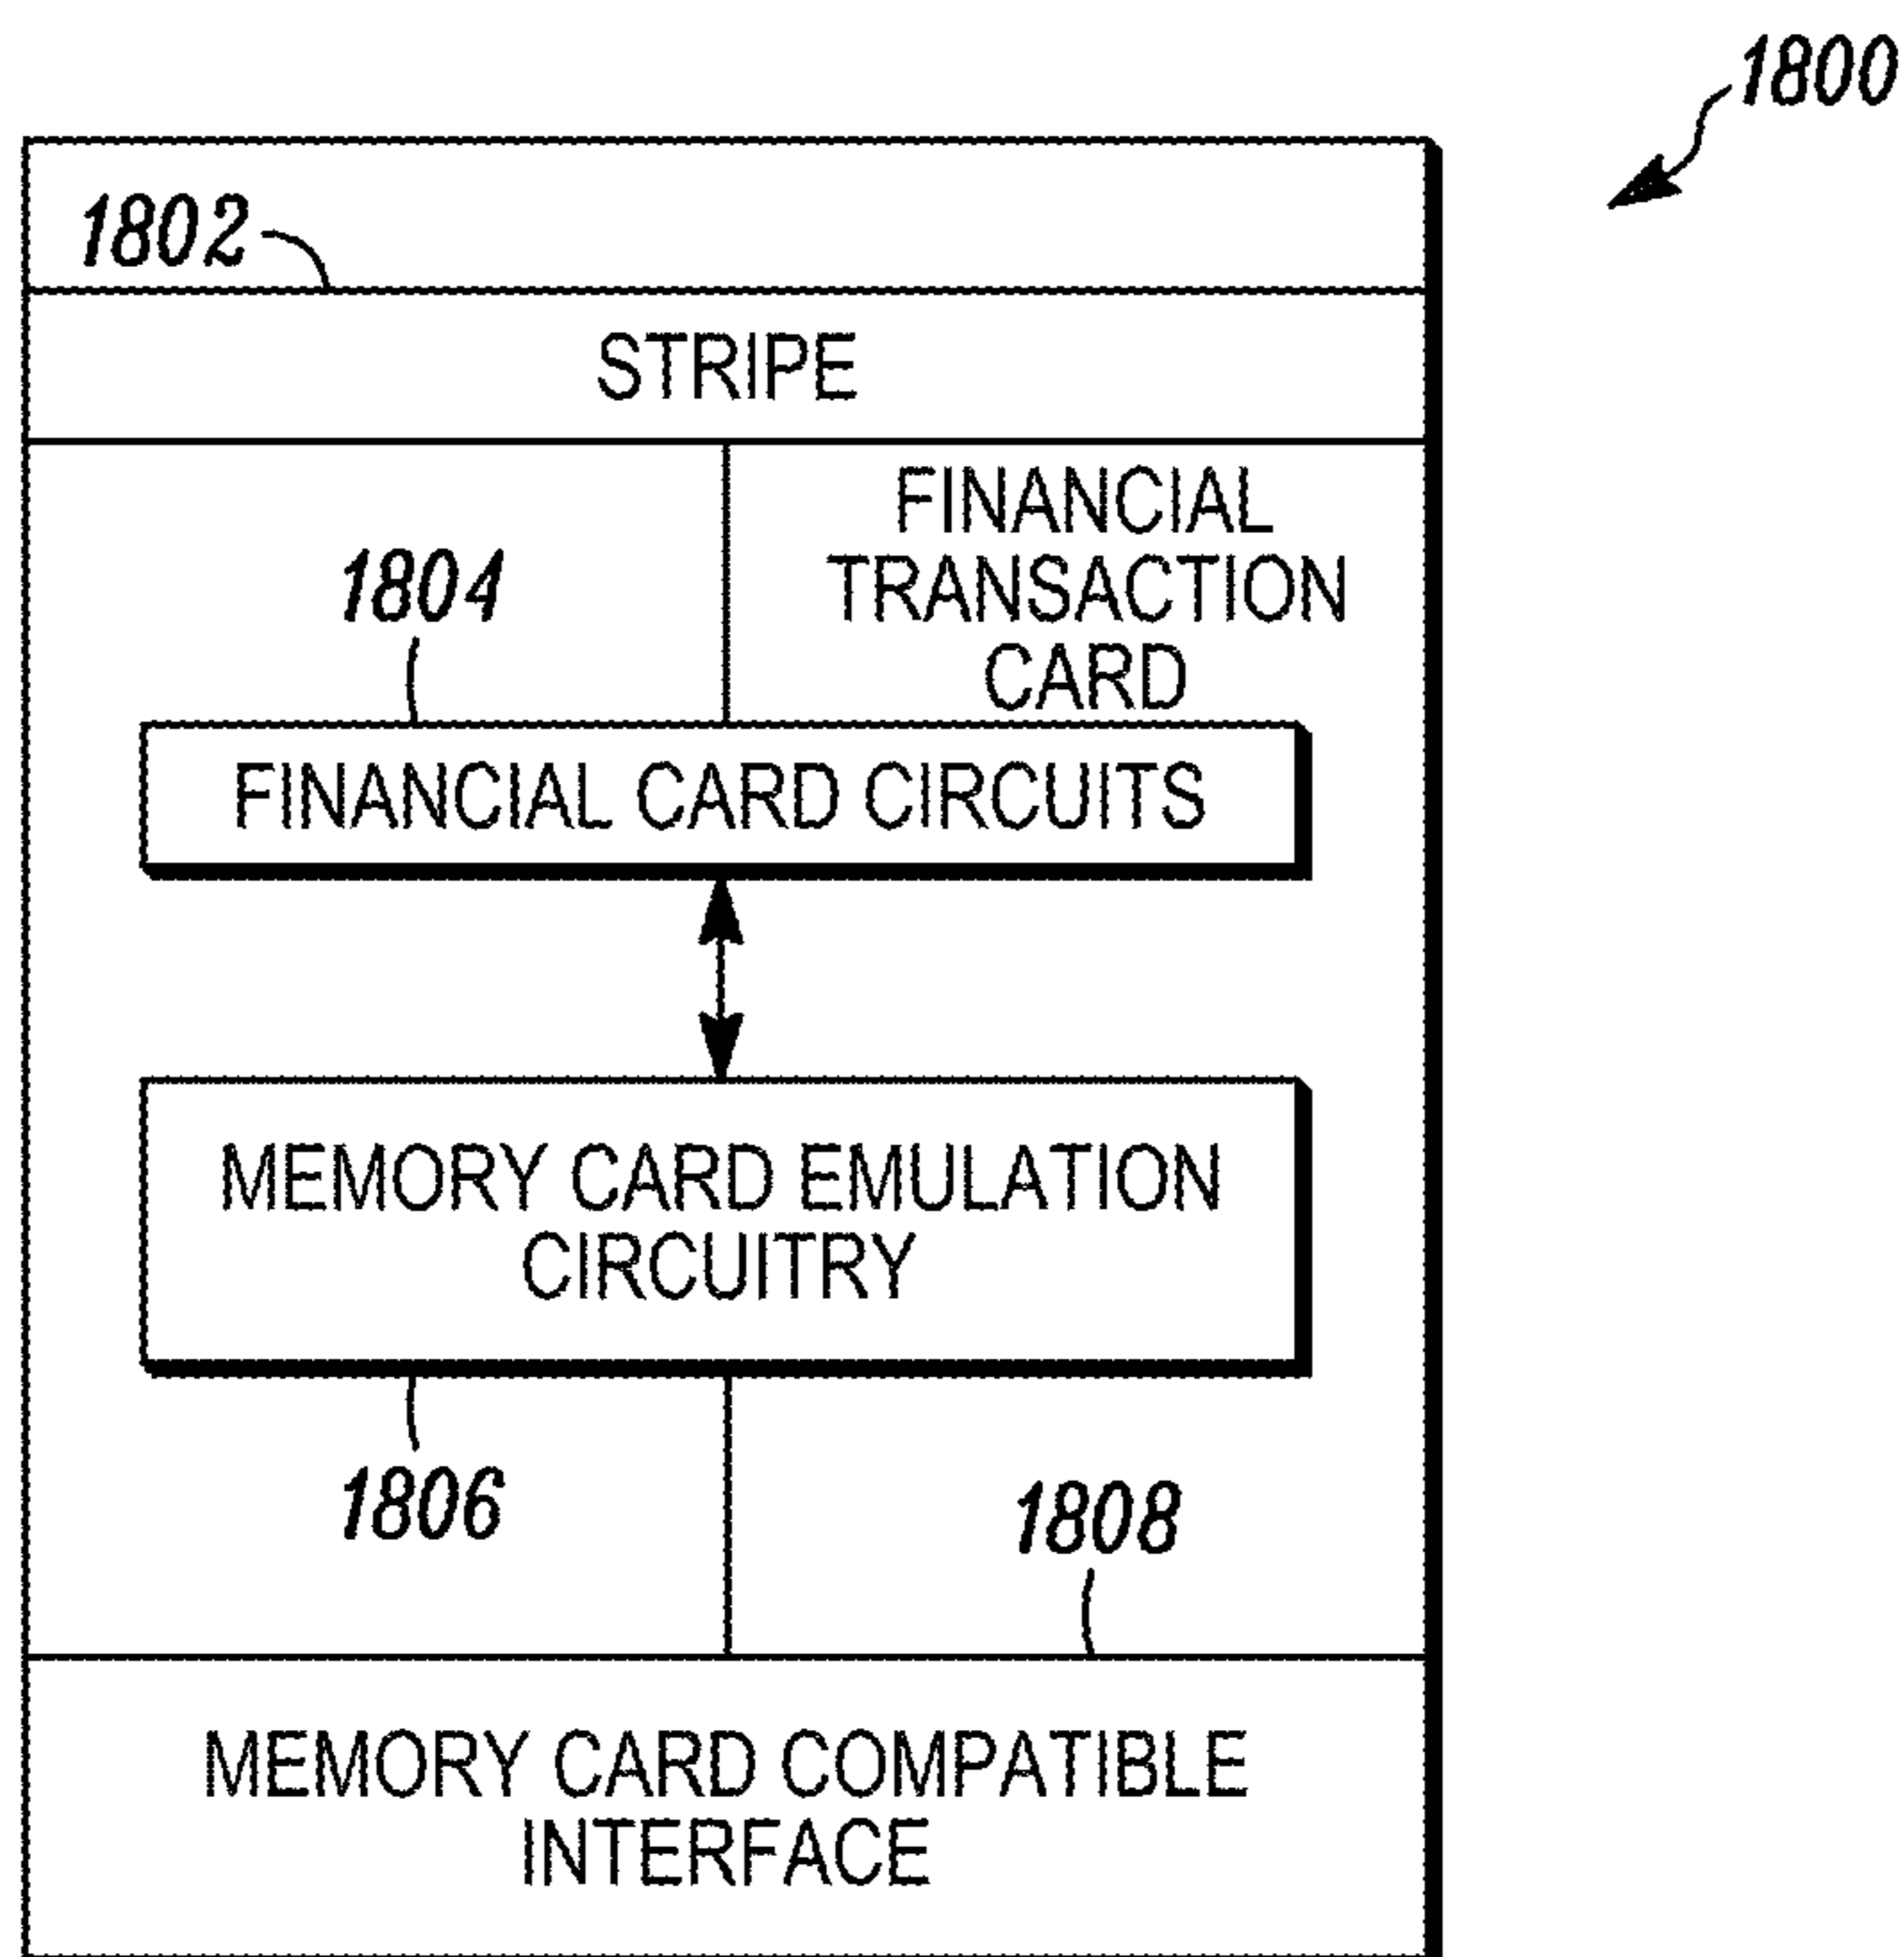 1800
1802
STRIPE
FINANCIAL
TRANSACTION
CARD
1804
FINANCIAL CARD CIRCUITS
MEMORY CARD EMULATION
CIRCUITRY
1806
1808
MEMORY CARD COMPATIBLE
INTERFACE